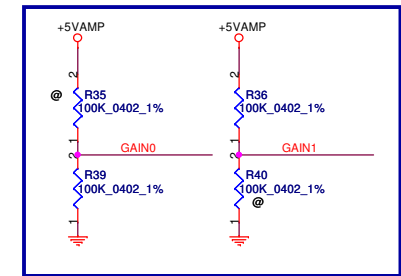 +5VAMP +5VAMP
2 2
@ R35 R36
100K_0402_1% 100K_0402_1%
1 1
GAIN0 GAIN1
2 2
R39 R40
100K_0402_1% 100K_0402_1%
@
1 1